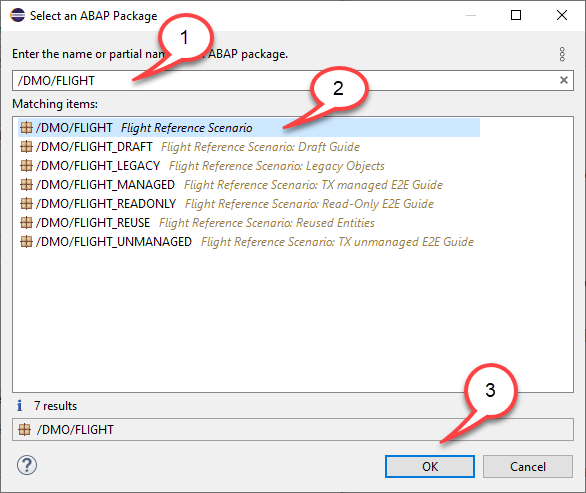 Select an ABAP Package
1
Enter the name or partial nam ABAP package.
/DMO/FLIGHT
2
Matching items:
/DMO/FLIGHT Flight Reference Scenario
/DMO/FLIGHT_DRAFT Flight Reference Scenario: Draft Guide
/DMO/FLIGHT_LEGACY Flight Reference Scenario: Legacy Objects
/DMO/FLIGHT_MANAGED Flight Reference Scenario: TX managed E2E Guide
/DMO/FLIGHT_READONLY Flight Reference Scenario: Read-Only E2E Guide
/DMO/FLIGHT_REUSE Flight Reference Scenario: Reused Entities
/DMO/FLIGHT_UNMANAGED Flight Reference Scenario: TX unmanaged E2E Guide
3
7 results
/DMO/FLIGHT
OK
Cancel